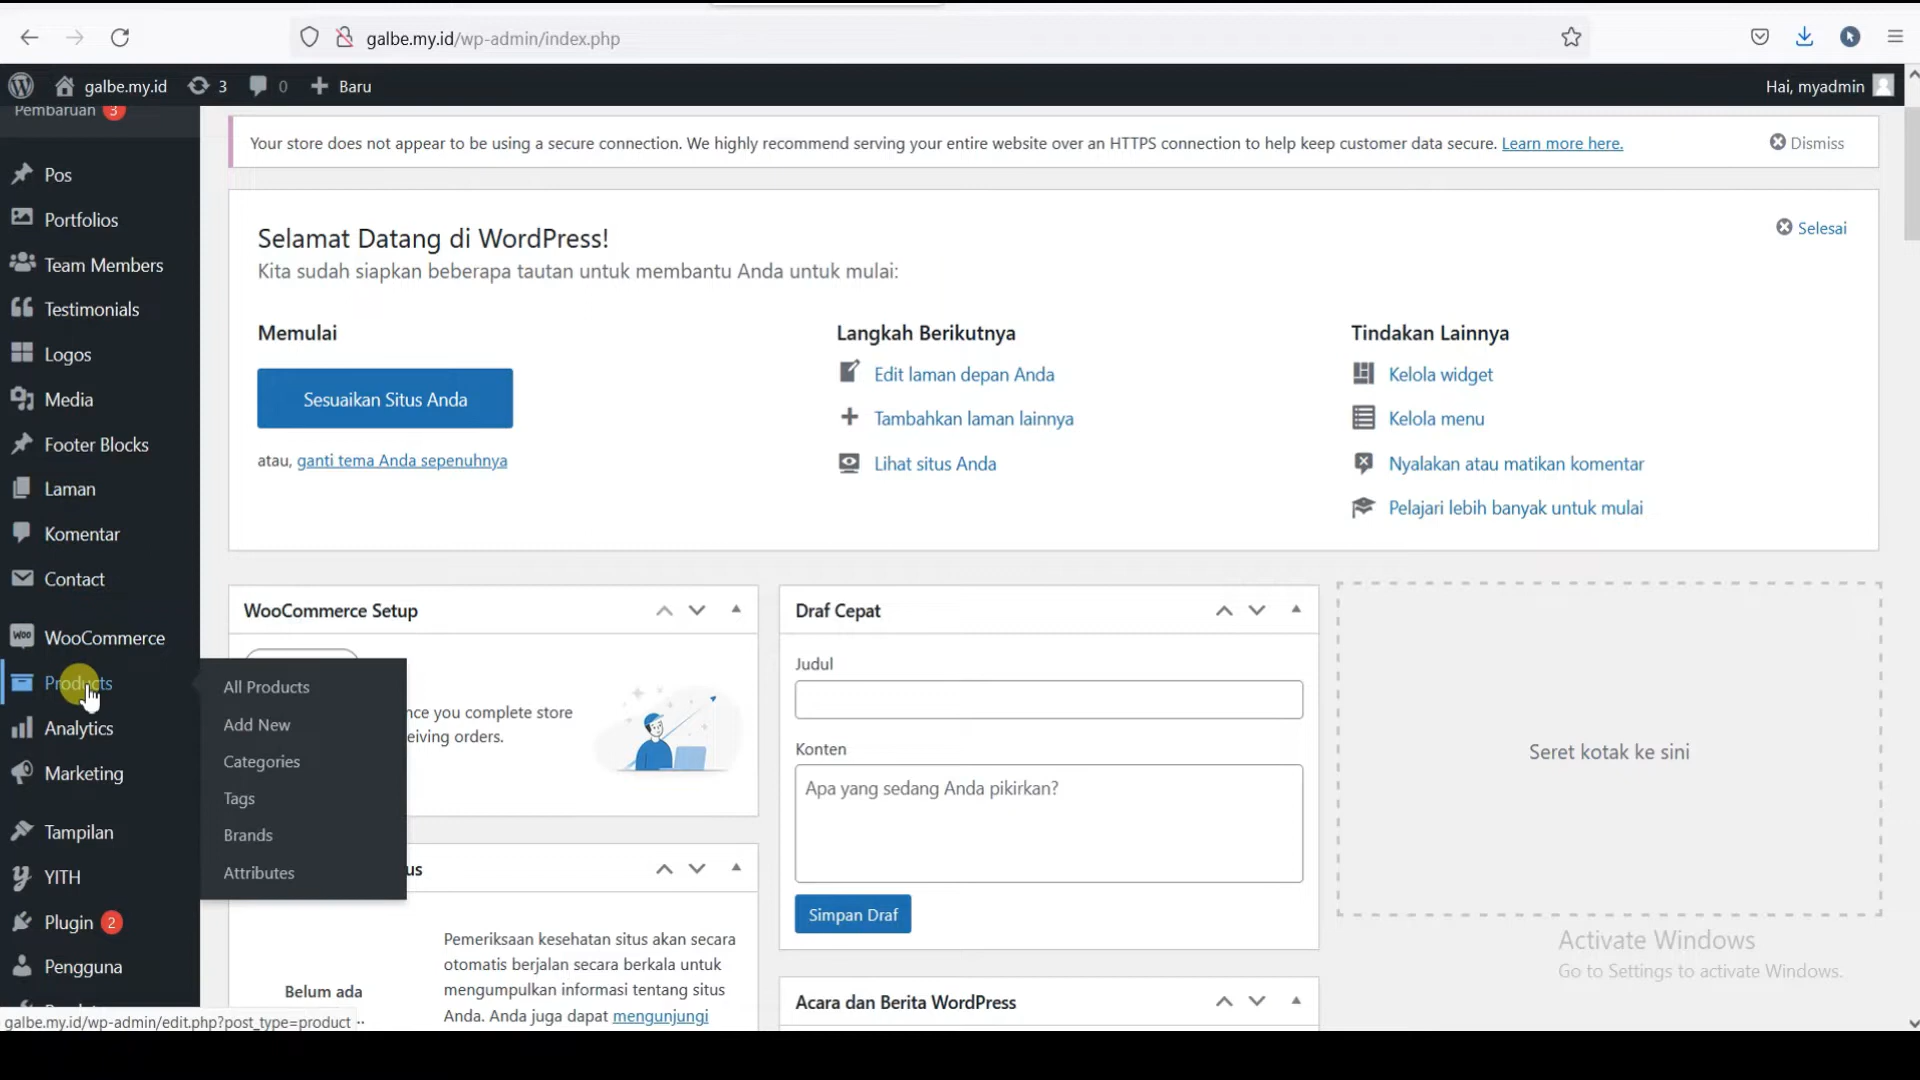 galbe.my.id/wp-admin/index.php
galbe.my.id
3
0
Baru
Hai, myadmin
Pembaruan 3
Pos
Portfolios
Team Members
Testimonials
Logos
Media
Footer Blocks
Laman
Komentar
Contact
WooCommerce
Products
Analytics
Marketing
Tampilan
YITH
Plugin 2
Pengguna
All Products
Add New
Categories
Tags
Brands
Attributes
Your store does not appear to be using a secure connection. We highly recommend serving your entire website over an HTTPS connection to help keep customer data secure. Learn more here.
Dismiss
Selamat Datang di WordPress!
Kita sudah siapkan beberapa tautan untuk membantu Anda untuk mulai:
Selesai
Memulai
Sesuaikan Situs Anda
atau, ganti tema Anda sepenuhnya
Langkah Berikutnya
Edit laman depan Anda
Tambahkan laman lainnya
Lihat situs Anda
Tindakan Lainnya
Kelola widget
Kelola menu
Nyalakan atau matikan komentar
Pelajari lebih banyak untuk mulai
WooCommerce Setup
nce you complete store
eiving orders.
us
Belum ada
Pemeriksaan kesehatan situs akan secara
otomatis berjalan secara berkala untuk
mengumpulkan informasi tentang situs
Anda. Anda juga dapat mengunjungi
Draf Cepat
Judul
Konten
Apa yang sedang Anda pikirkan?
Simpan Draf
Acara dan Berita WordPress
Seret kotak ke sini
Activate Windows
Go to Settings to activate Windows.
galbe.my.id/wp-admin/edit.php?post_type=product